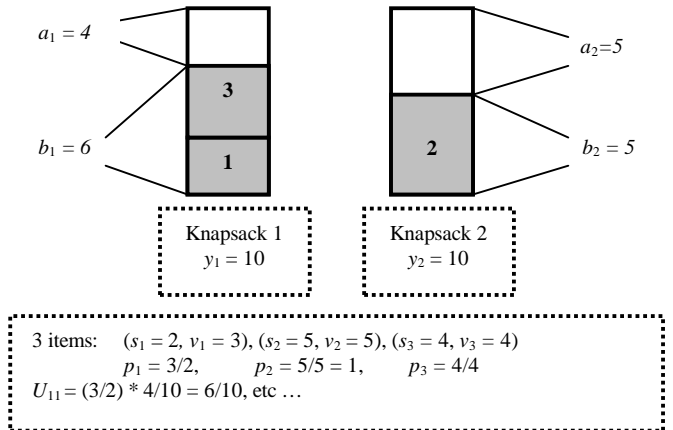 a₁ = 4
3
a₂=5
b₁ = 6
1
2
b₂ = 5
Knapsack 1
y₁ = 10
Knapsack 2
y₂ = 10
3 items: (s₁ = 2, v₁ = 3), (s₂ = 5, v₂ = 5), (s₃ = 4, v₃ = 4)
p₁ = 3/2, p₂ = 5/5 = 1, p₃ = 4/4
U₁₁ = (3/2) * 4/10 = 6/10, etc …